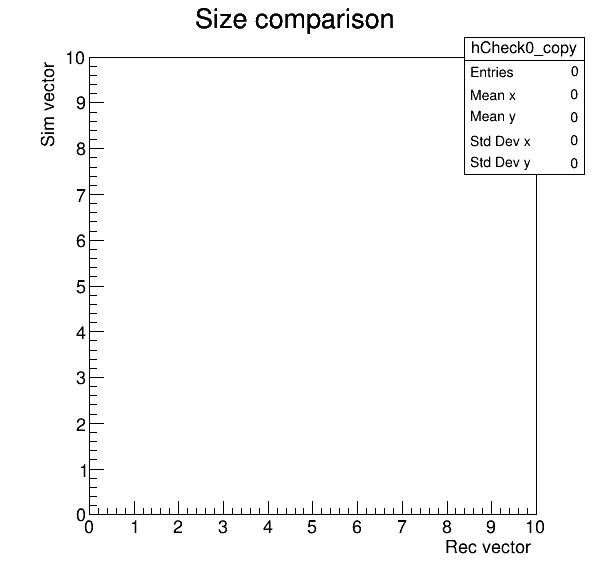 Size comparison
hCheck0_copy
Entries 0
Mean x 0
Mean y 0
Std Dev x 0
Std Dev y 0
Sim vector
10
9
8
7
6
5
4
3
2
1
0
0 1 2 3 4 5 6 7 8 9 10
Rec vector